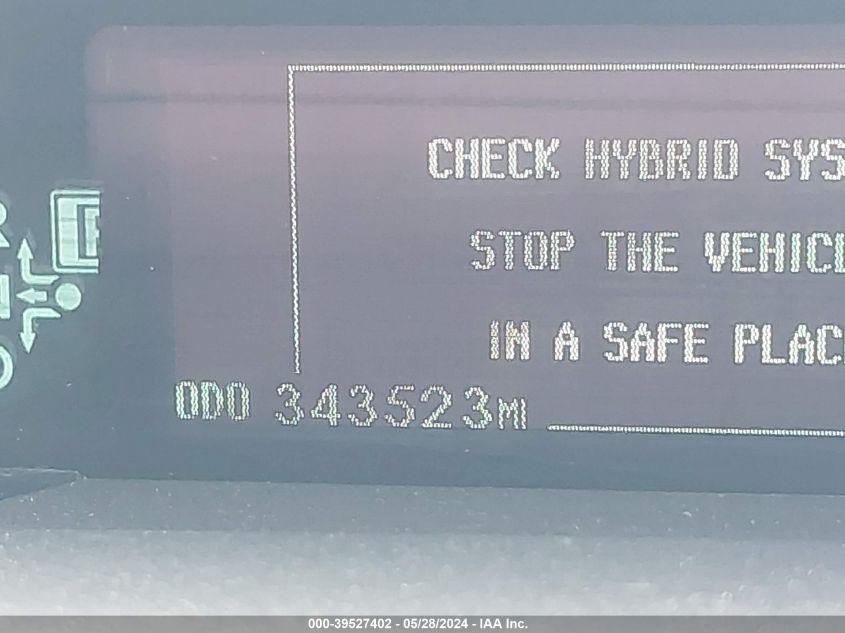 CHECK HYBRID SYS
STOP THE VEHICL
IN A SAFE PLAC
ODO 343523MI
R
N
D
P
000-39527402 - 05/28/2024 - IAA Inc.